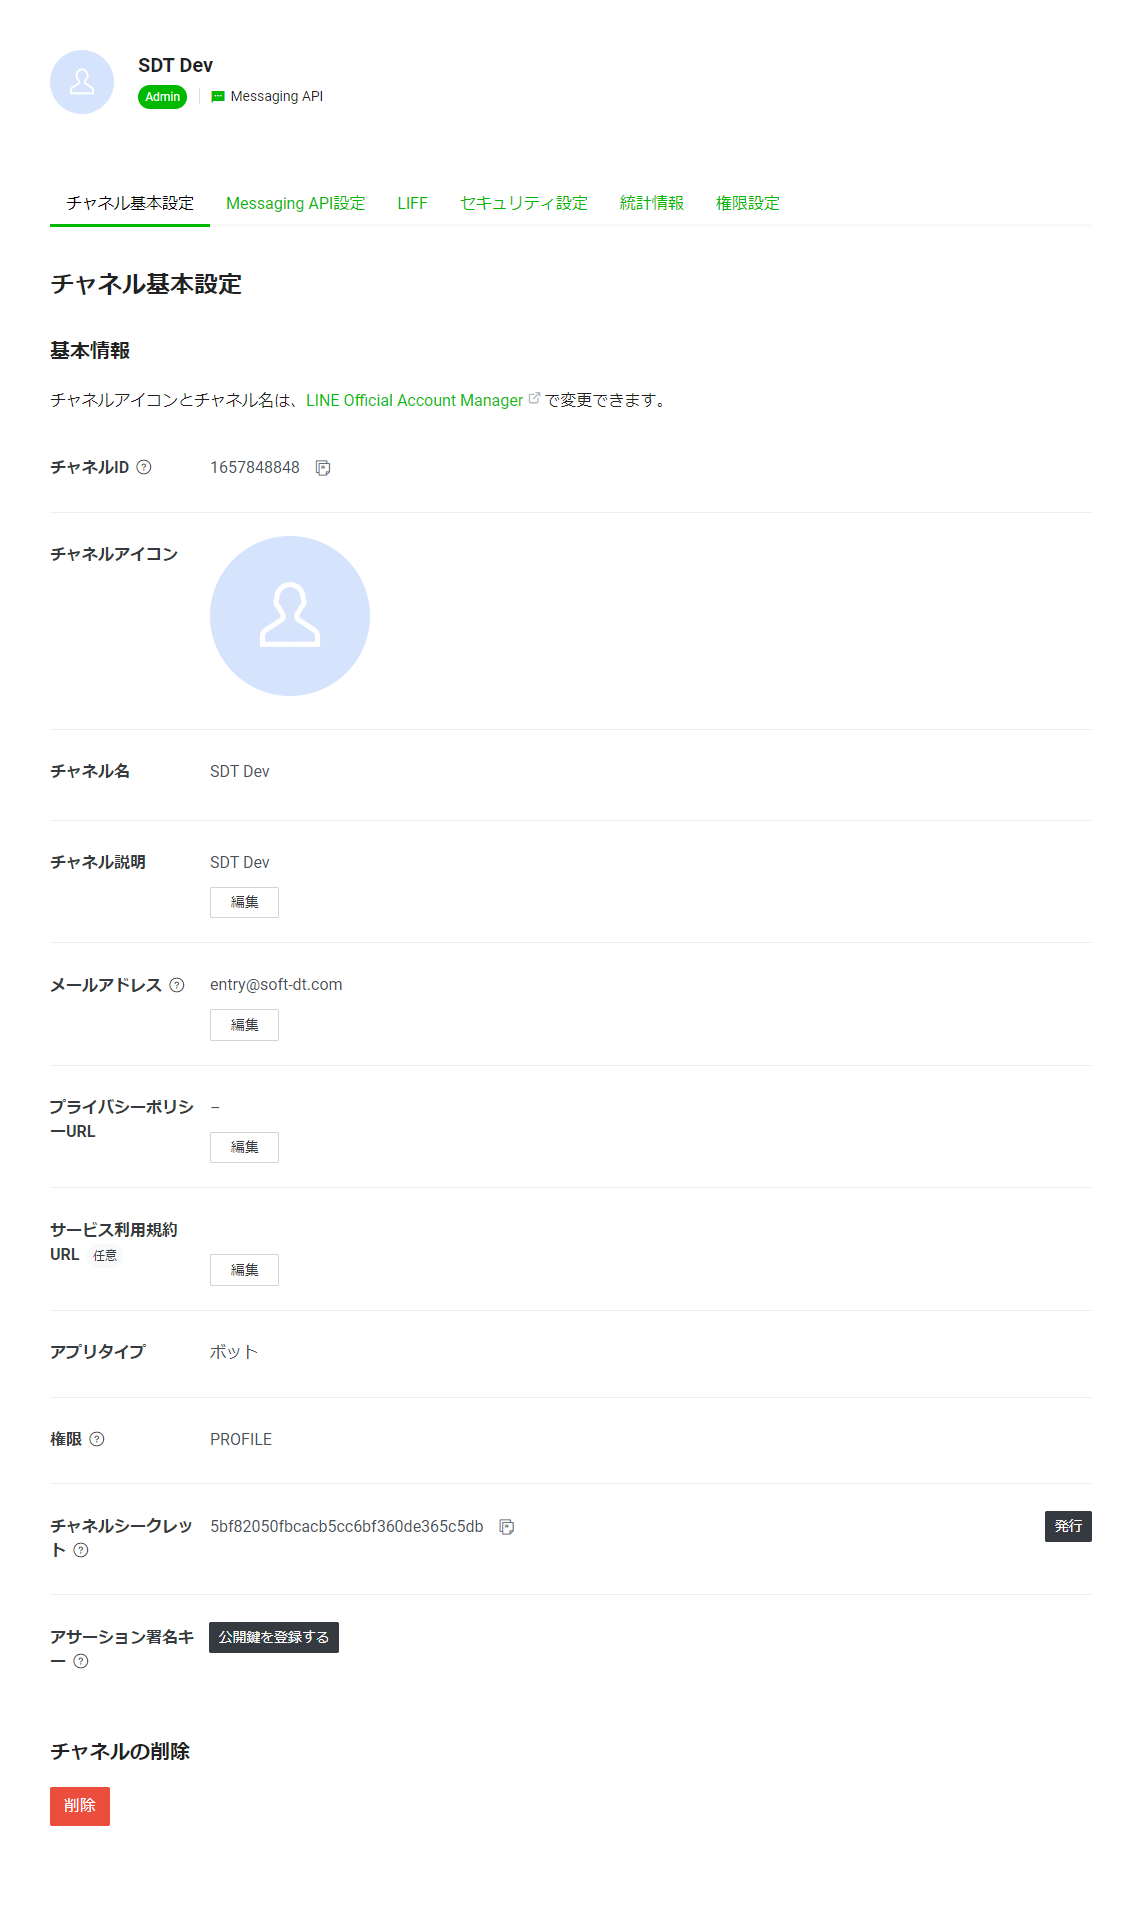 SDT Dev
Admin
Messaging API
チャネル基本設定 Messaging API設定 LIFF セキュリティ設定 統計情報 権限設定
チャネル基本設定
基本情報
チャネルアイコンとチャネル名は、LINE Official Account Manager で変更できます。
チャネルID 1657848848
チャネルアイコン
チャネル名 SDT Dev
チャネル説明 SDT Dev
編集
メールアドレス entry@soft-dt.com
編集
プライバシーポリシ –
ーURL
編集
サービス利用規約
URL 任意
編集
アプリタイプ ボット
権限 PROFILE
チャネルシークレッ 5bf82050fbcacb5cc6bf360de365c5db 発行
ト
アサーション署名キ 公開鍵を登録する
ー
チャネルの削除
削除